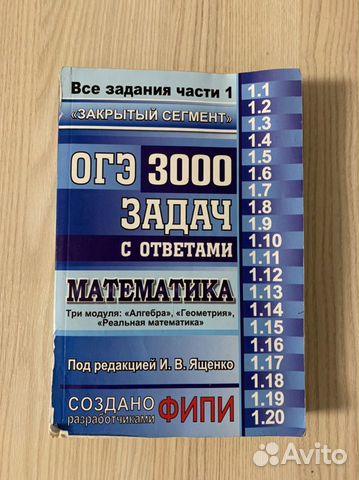 Все задания части 1
«ЗАКРЫТЫЙ СЕГМЕНТ»
ОГЭ 3000
ЗАДАЧ
С ОТВЕТАМИ
МАТЕМАТИКА
Три модуля: «Алгебра», «Геометрия»,
«Реальная математика»
Под редакцией И. В. Ященко
СОЗДАНО
разработчиками ФИПИ
1.1
1.2
1.3
1.4
1.5
1.6
1.7
1.8
1.9
1.10
1.11
1.12
1.13
1.14
1.15
1.16
1.17
1.18
1.19
1.20
Avito